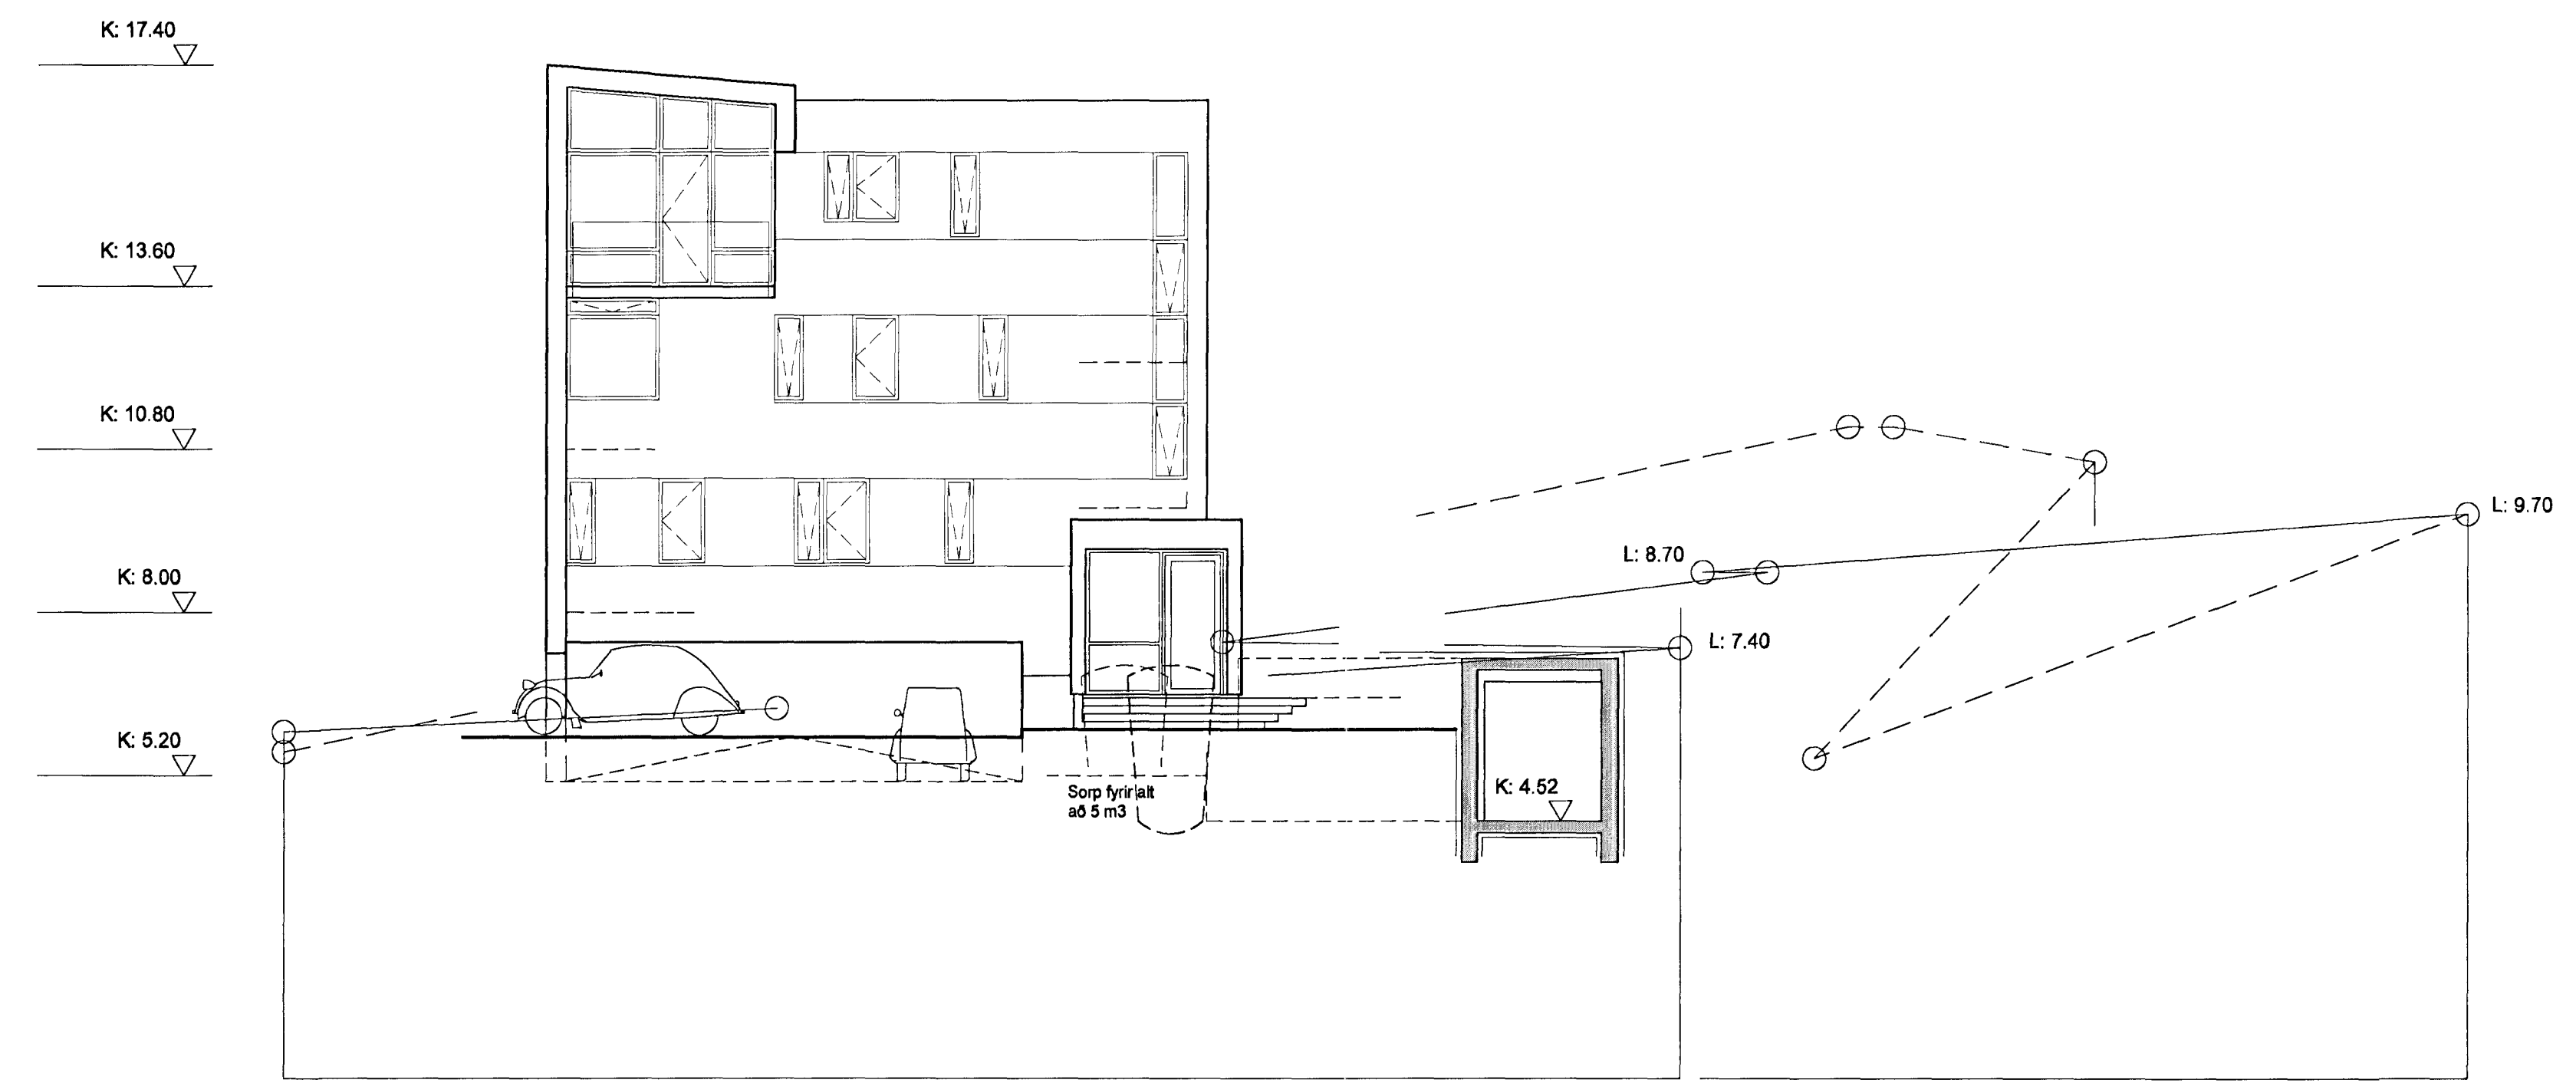 K: 17.40
K: 13.60
K: 10.80
L: 9.70
L: 8.70
K: 8.00
L: 7.40
K: 5.20
K: 4.52
Sorp fyrir alt
að 5 m3